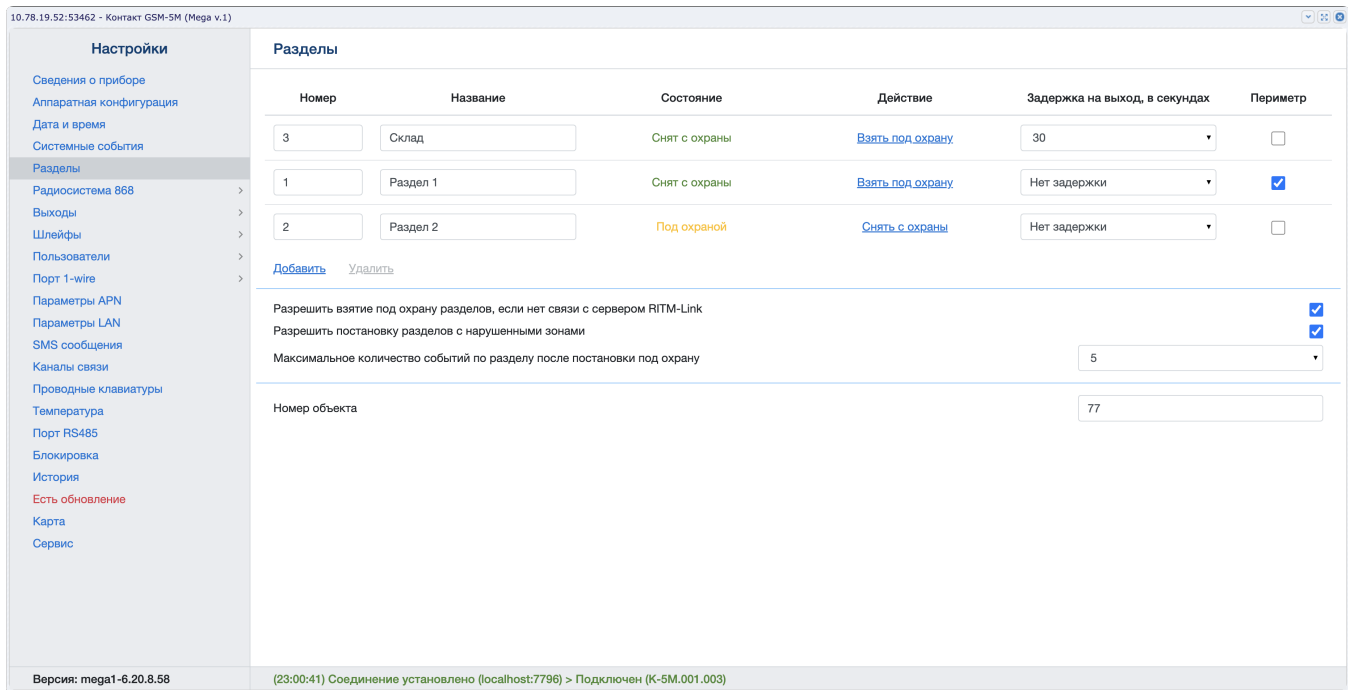 10.78.19.52:53462 - Контакт GSM-5M (Mega v.1)
Настройки
Сведения о приборе
Аппаратная конфигурация
Дата и время
Системные события
Разделы
Радиосистема 868
Выходы
Шлейфы
Пользователи
Порт 1-wire
Параметры APN
Параметры LAN
SMS сообщения
Каналы связи
Проводные клавиатуры
Температура
Порт RS485
Блокировка
История
Есть обновление
Карта
Сервис
Версия: mega1-6.20.8.58
Разделы
Номер Название Состояние Действие Задержка на выход, в секундах Периметр
3 Склад Снят с охраны Взять под охрану 30
1 Раздел 1 Снят с охраны Взять под охрану Нет задержки
2 Раздел 2 Под охраной Снять с охраны Нет задержки
Добавить Удалить
Разрешить взятие под охрану разделов, если нет связи с сервером RITM-Link
Разрешить постановку разделов с нарушенными зонами
Максимальное количество событий по разделу после постановки под охрану 5
Номер объекта 77
(23:00:41) Соединение установлено (localhost:7796) > Подключен (K-5M.001.003)